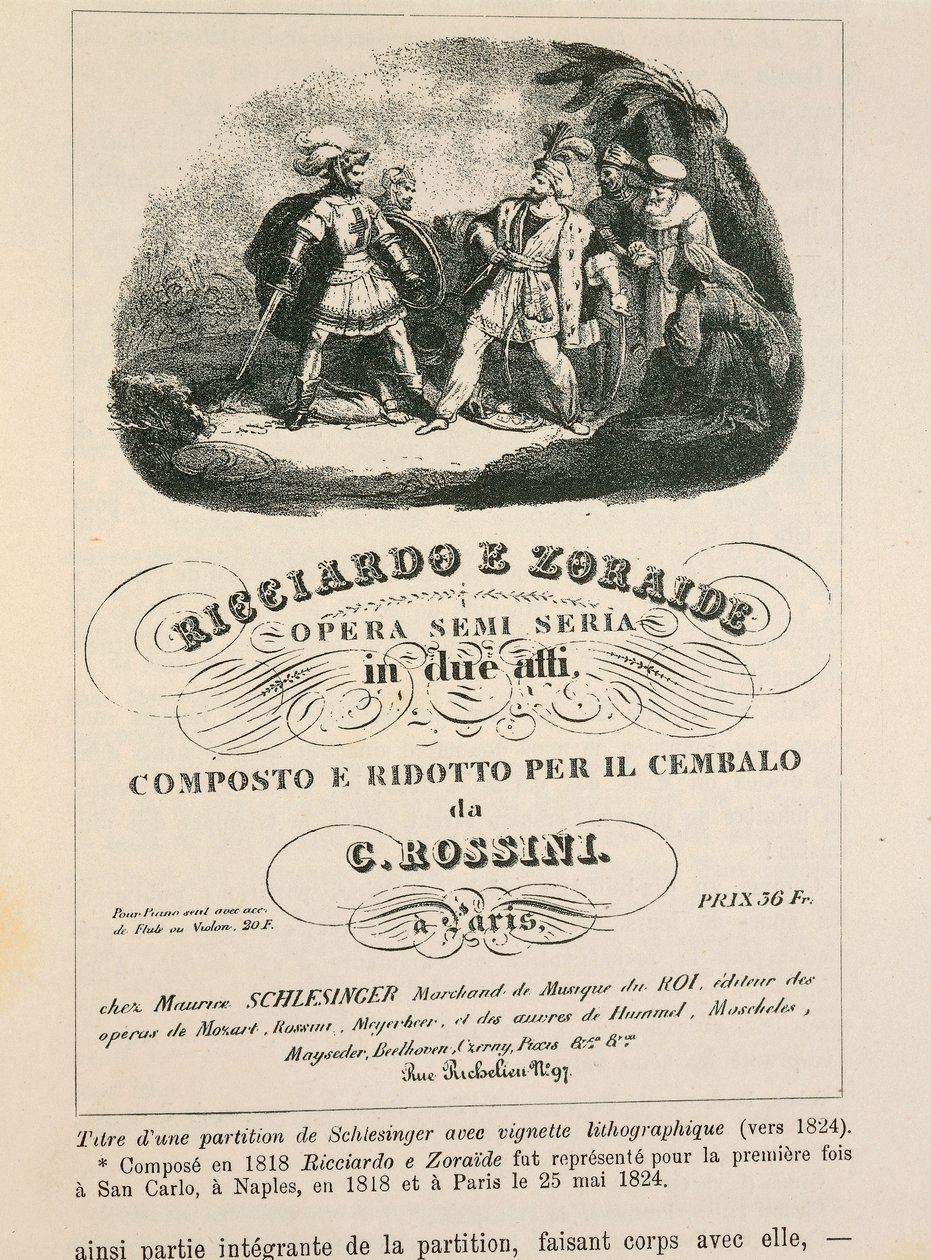 RICCIARDO E ZORAIDE
OPERA SEMI SERIA
in due atti,
COMPOSTO E RIDOTTO PER IL CEMBALO
da
G. ROSSINI.
Pour Piano seul avec acc.
de Flute ou Violon, 20 F.
PRIX 36 Fr.
à Paris,
chez Maurice SCHLESINGER Marchand de Musique du ROI, éditeur des
opéras de Mozart, Rossini, Meyerbeer, et des œuvres de Hummel, Moscheles,
Mayseder, Beethoven, Czerny, Pixis
Rue Richelieu No. 97.
Titre d'une partition de Schlesinger avec vignette lithographique (vers 1824).
* Composé en 1818 Ricciardo e Zoraïde fut représenté pour la première fois
à San Carlo, à Naples, en 1818 et à Paris le 25 mai 1824.
ainsi partie intégrante de la partition, faisant corps avec elle, —